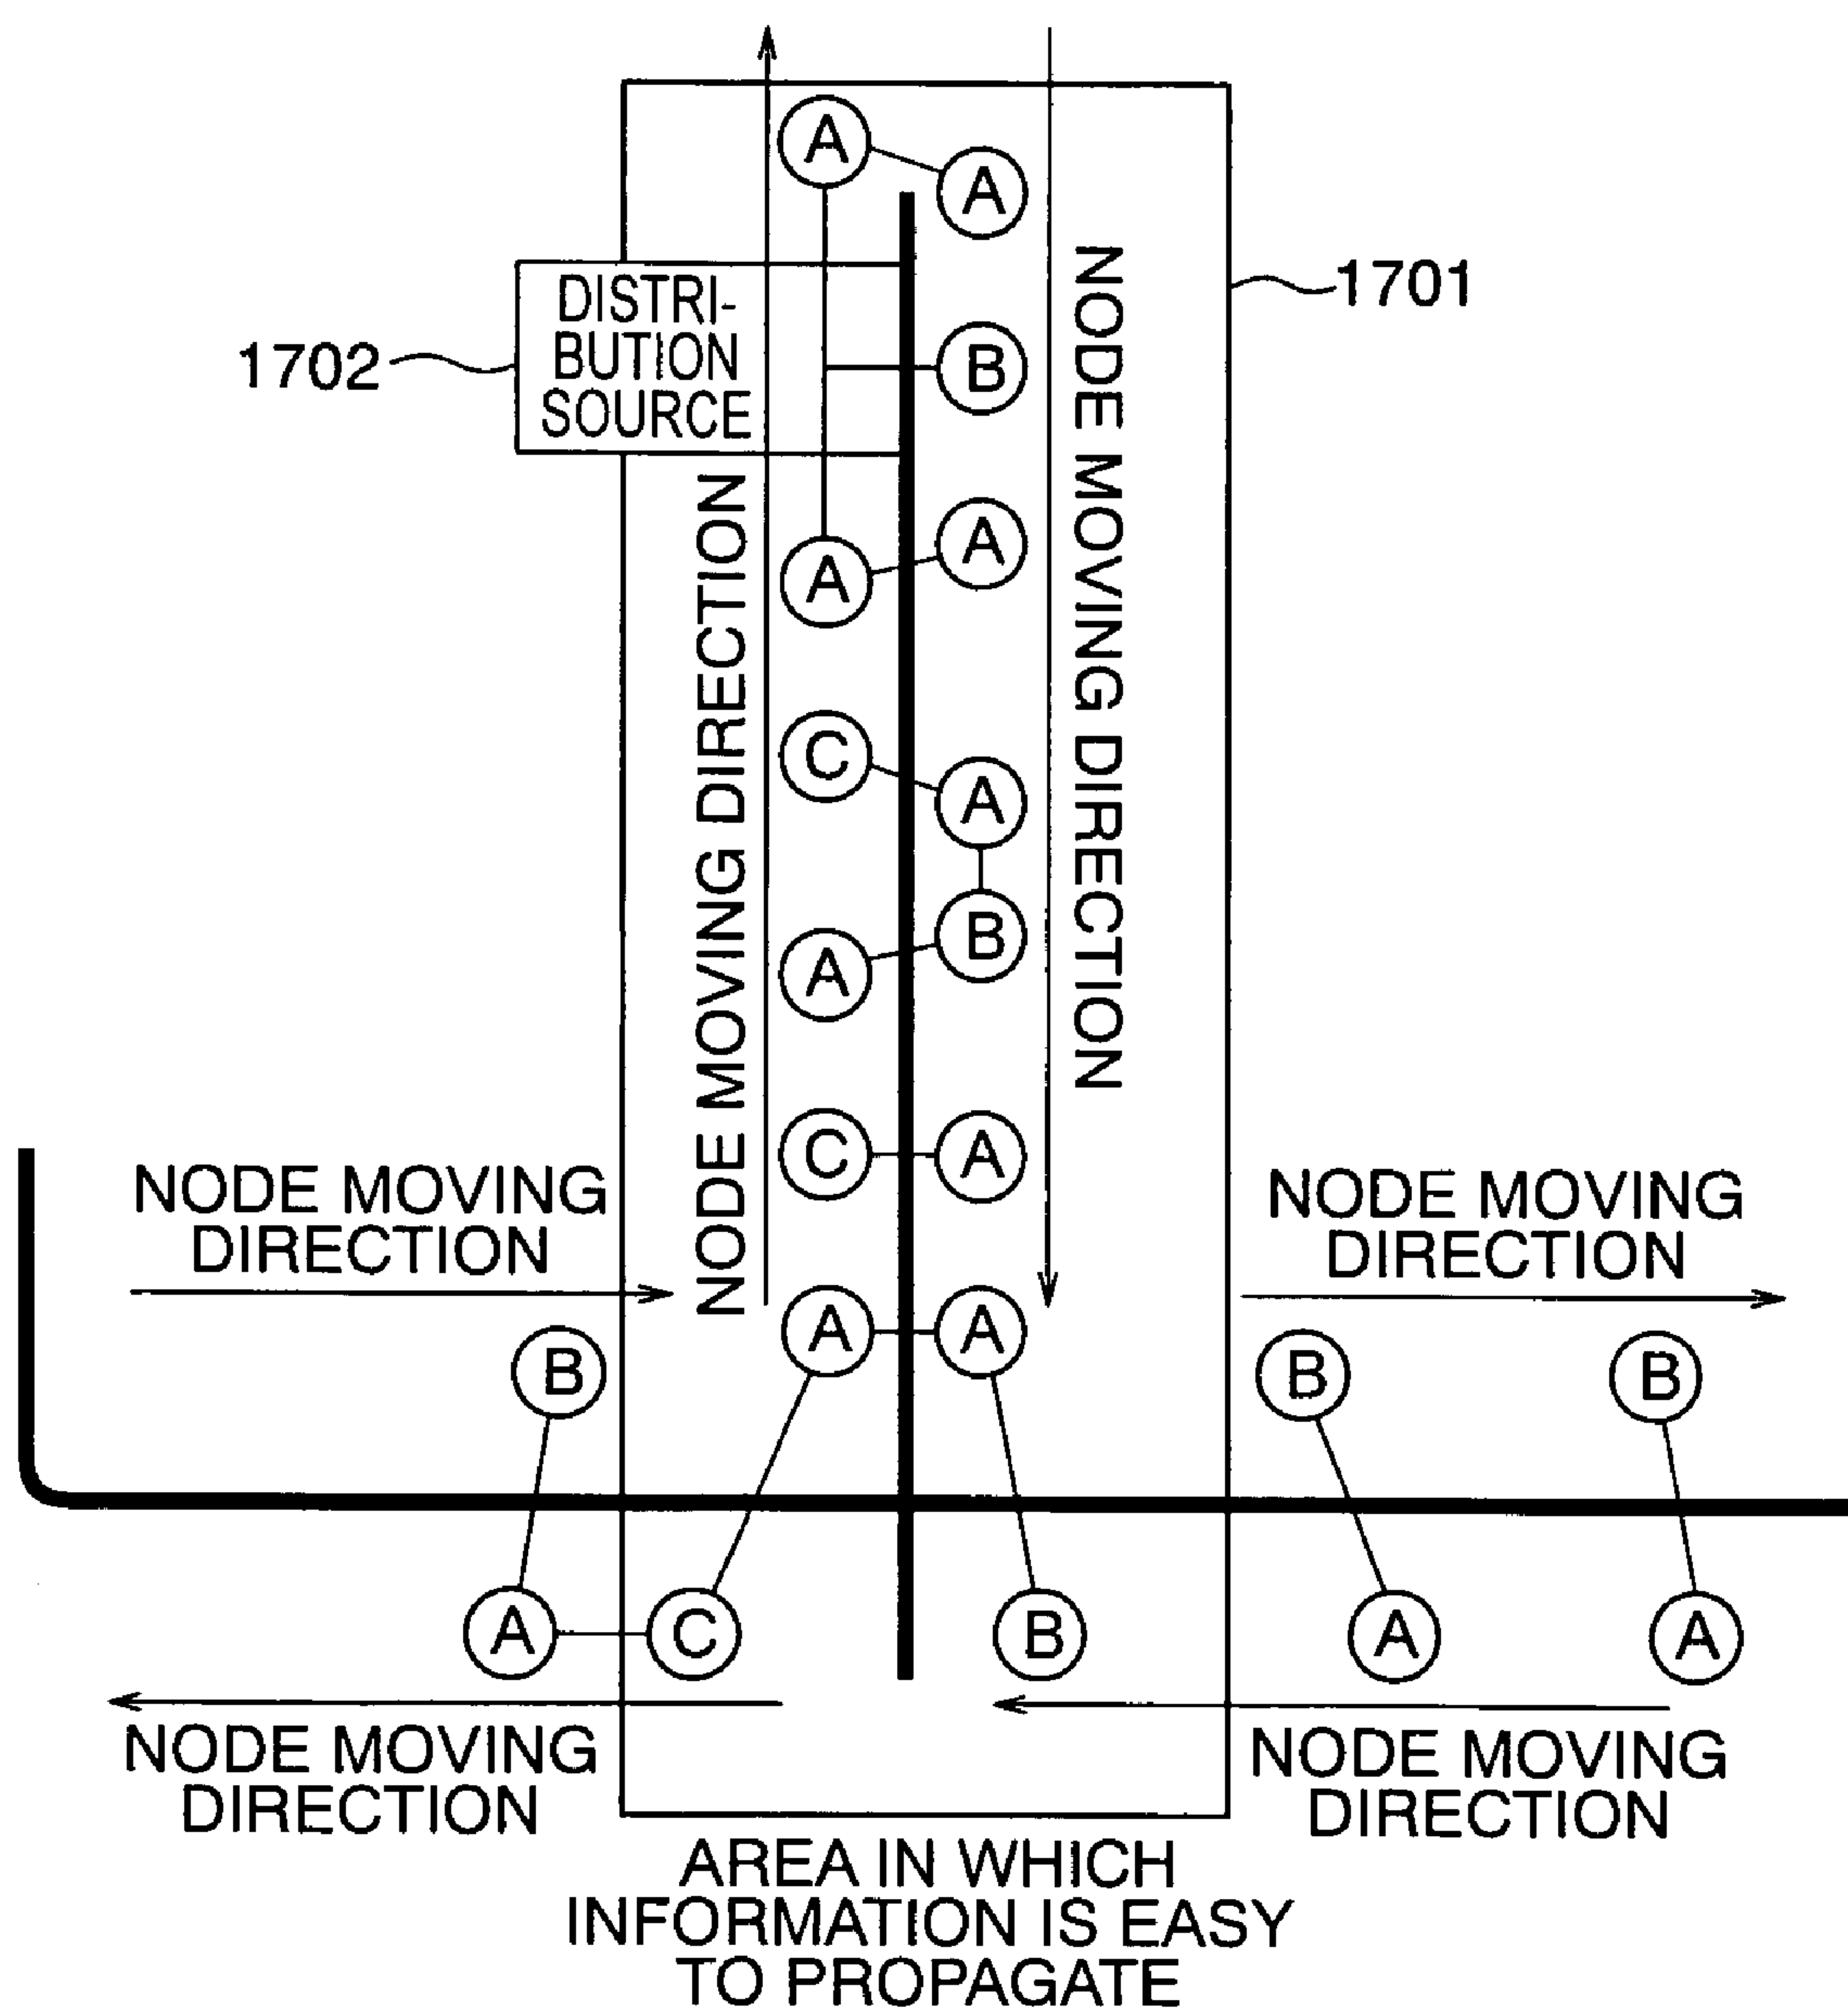 A
A
1701
DISTRI-
BUTION
SOURCE
1702
B
NODE MOVING DIRECTION
NODE MOVING DIRECTION
A
A
C
A
B
A
C
A
NODE MOVING
DIRECTION
NODE MOVING
DIRECTION
A
A
B
B
B
A
C
B
A
A
NODE MOVING
DIRECTION
NODE MOVING
DIRECTION
AREA IN WHICH
INFORMATION IS EASY
TO PROPAGATE